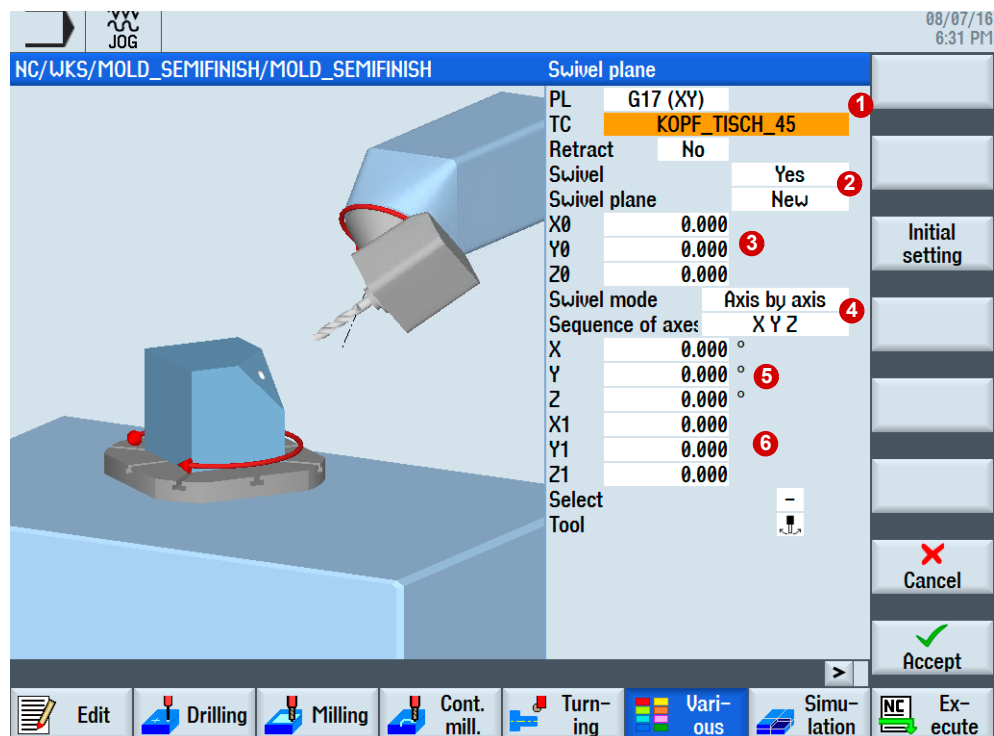 08/07/16
6:31 PM
JOG
NC/WKS/MOLD_SEMIFINISH/MOLD_SEMIFINISH
Swivel plane
PL G17 (XY)
1
TC KOPF_TISCH_45
Retract No
Swivel Yes
2
Swivel plane New
X0 0.000
Y0 0.000
3
Z0 0.000
Swivel mode Axis by axis
4
Sequence of axes X Y Z
X 0.000 °
Y 0.000 °
5
Z 0.000 °
X1 0.000
Y1 0.000
6
Z1 0.000
Select -
Tool
Initial
setting
Cancel
Accept
>
Edit
Drilling
Milling
Cont.
mill.
Turn-
ing
Vari-
ous
Simu-
lation
NC
Ex-
ecute